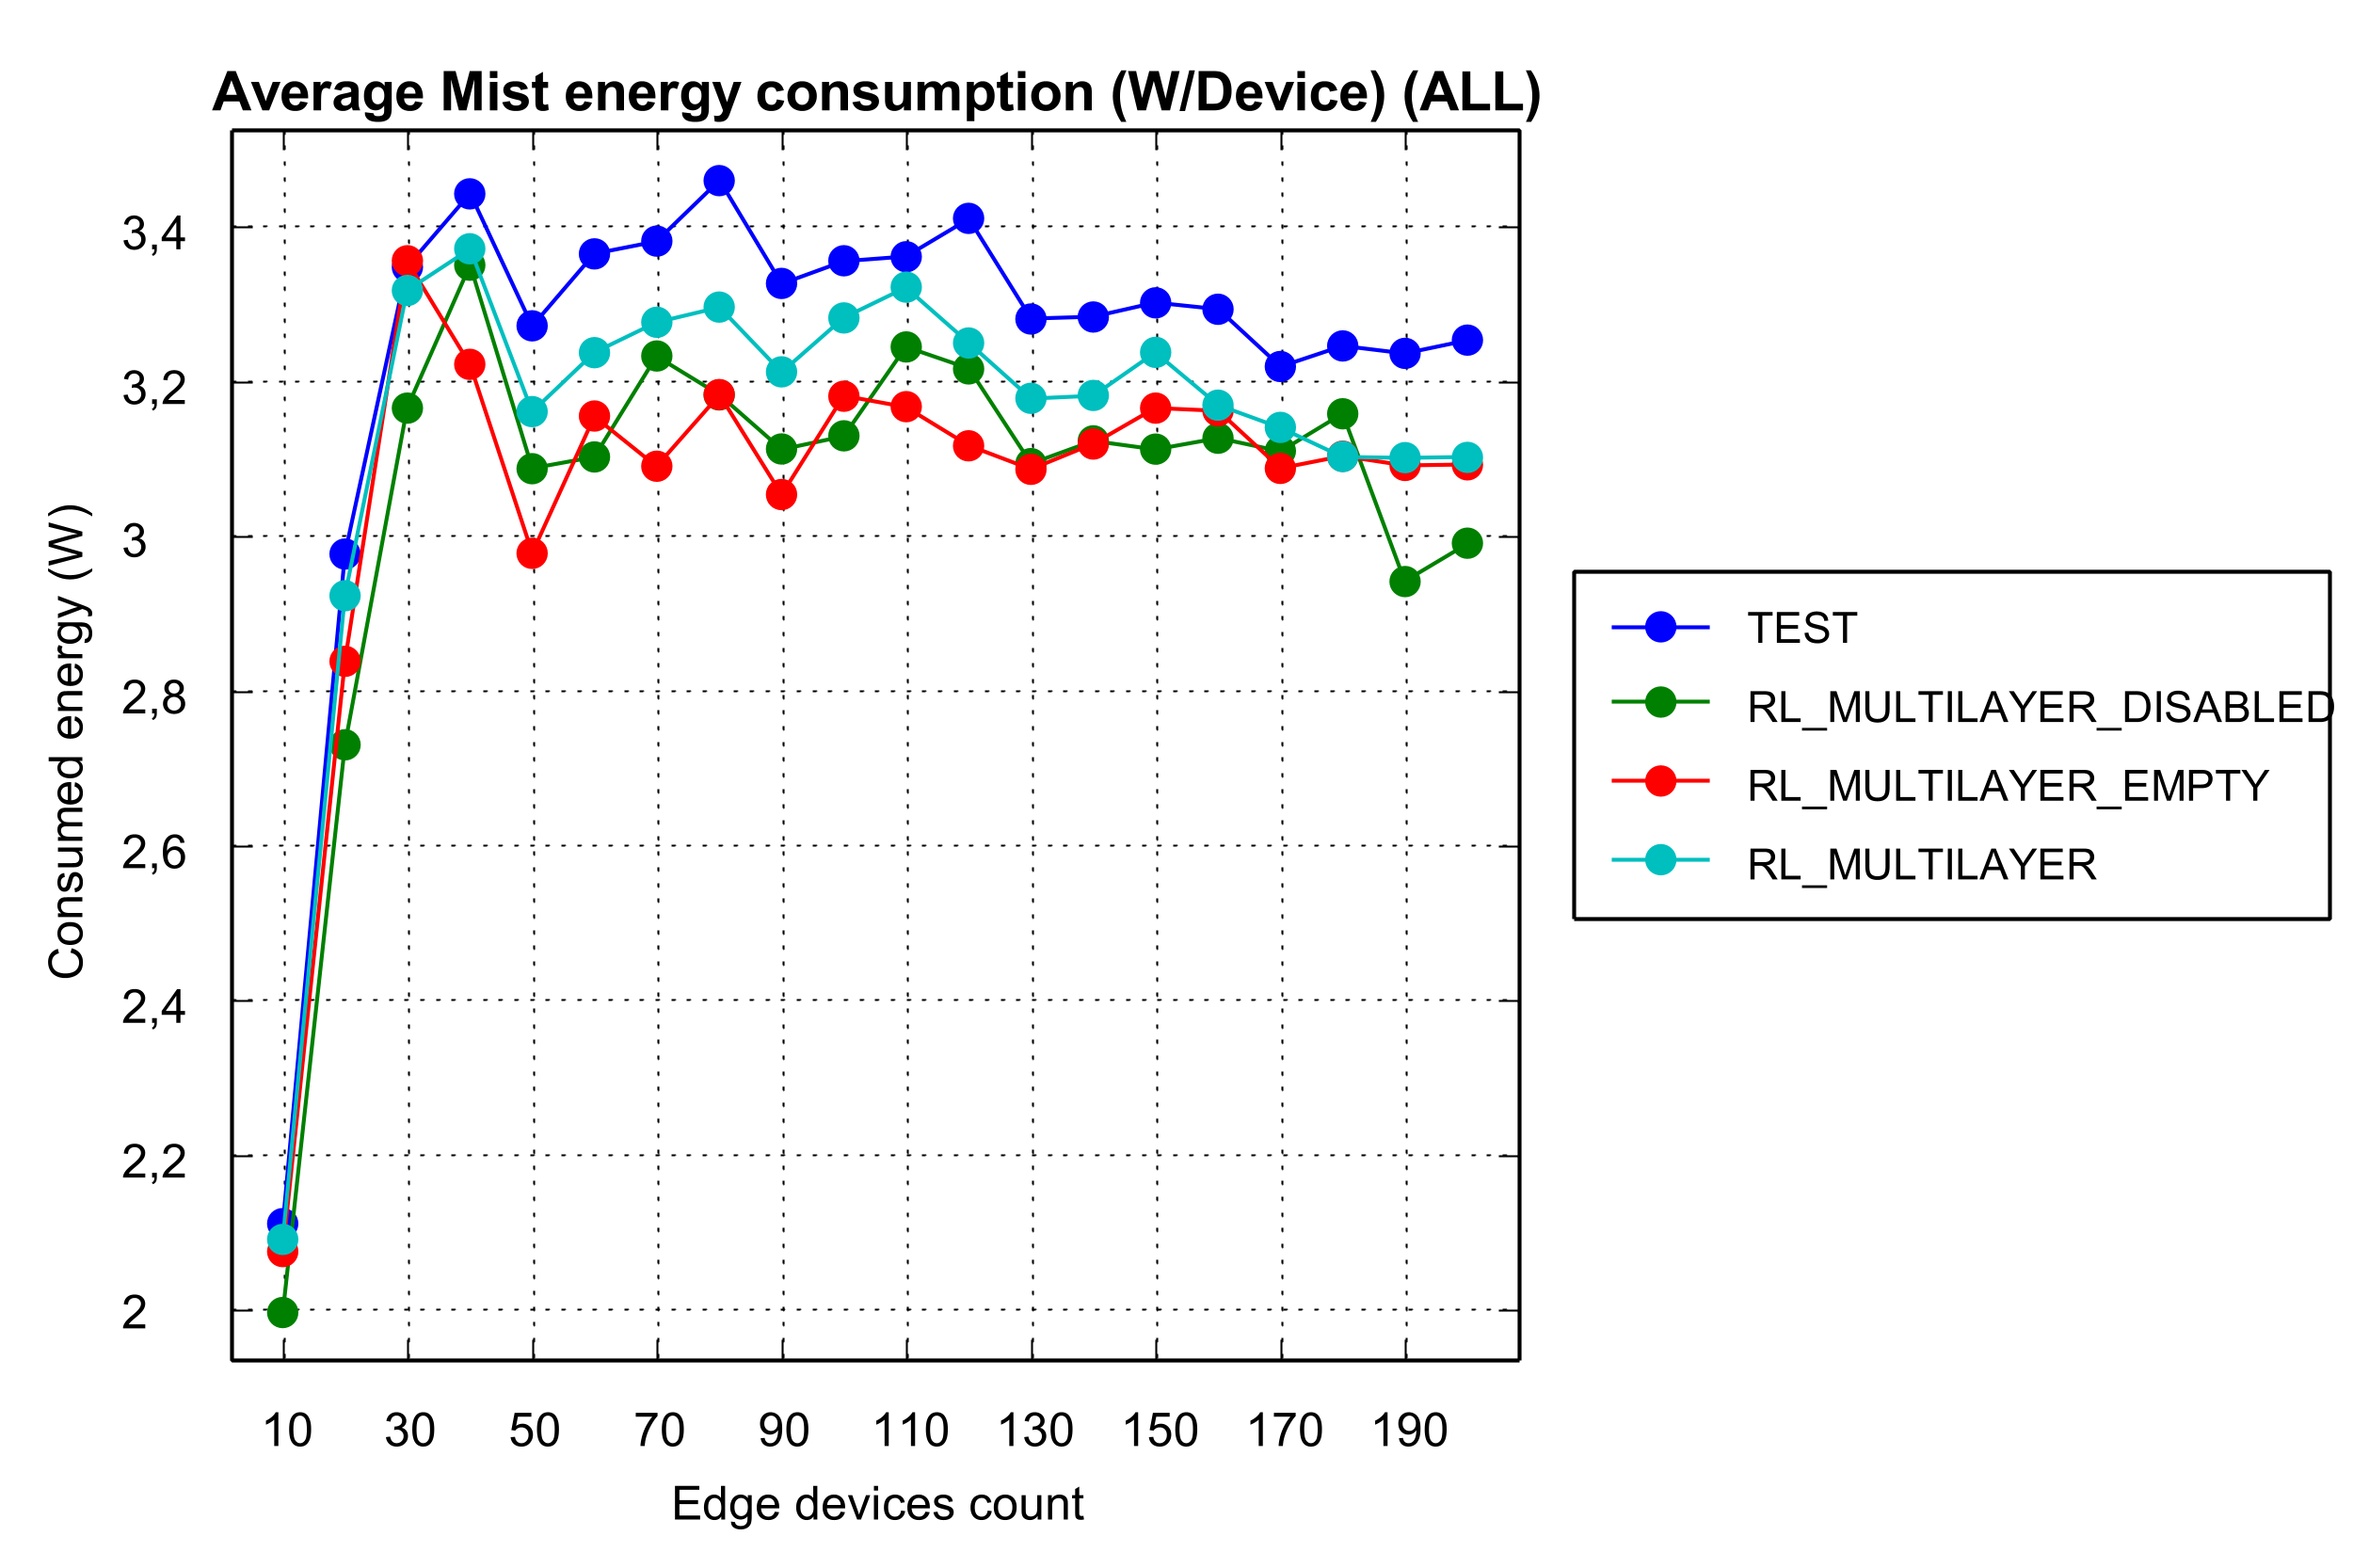 Average Mist energy consumption (W/Device) (ALL)
Consumed energy (W)
3,4
3,2
3
2,8
2,6
2,4
2,2
2
10 30 50 70 90 110 130 150 170 190
Edge devices count
TEST
RL_MULTILAYER_DISABLED
RL_MULTILAYER_EMPTY
RL_MULTILAYER